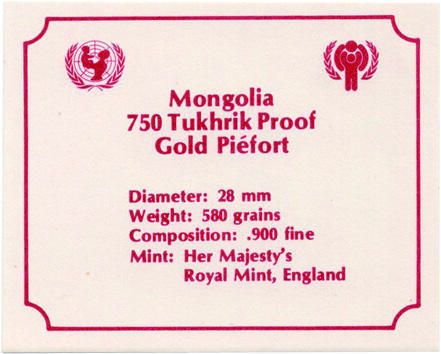 Mongolia
750 Tukhrik Proof
Gold Piéfort
Diameter: 28 mm
Weight: 580 grains
Composition: .900 fine
Mint: Her Majesty's
Royal Mint, England